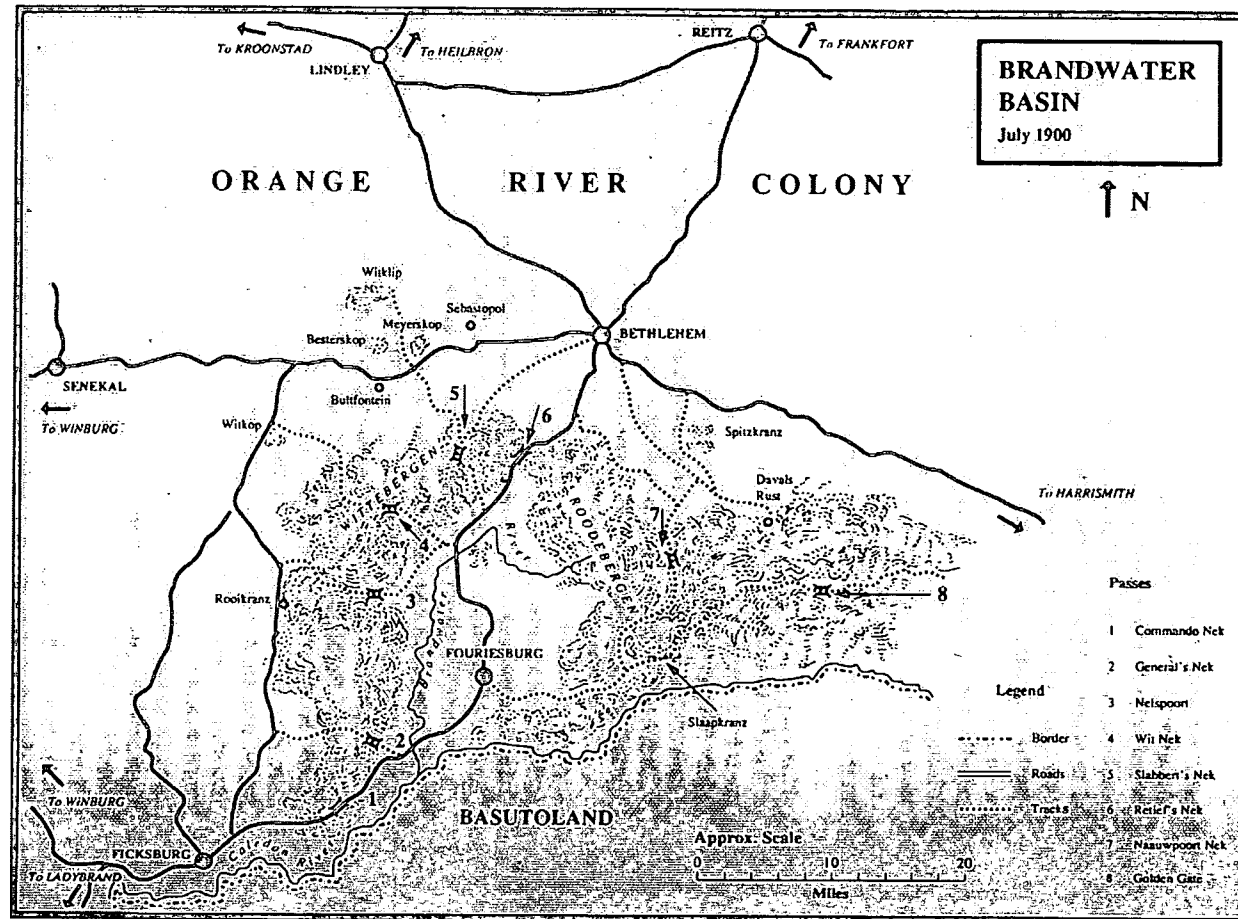 To KROONSTAD
To HEILBRON
LINDLEY
REITZ
To FRANKFORT
BRANDWATER
BASIN
July 1900
N
ORANGE RIVER COLONY
Witklip
Sebastopol
Meyerskop
Besterskop
BETHLEHEM
SENEKAL
Bultfontein
5
6
To WINBURG
Witkop
Spitzkranz
WITTEBERGEN
Davals
Rust
To HARRISMITH
ROODEBERGEN
River
7
4
3
8
Rooikranz
FOURIESBURG
Brandwater
Slaapkranz
2
1
To WINBURG
BASUTOLAND
FICKSBURG
Caledon River
To LADYBRAND
Passes
1 Commando Nek
2 General's Nek
3 Nelspoort
4 Wit Nek
5 Slabbert's Nek
6 Retief's Nek
7 Naauwpoort Nek
8 Golden Gate
Legend
Border
Roads
Tracks
Approx. Scale
0 10 20
Miles